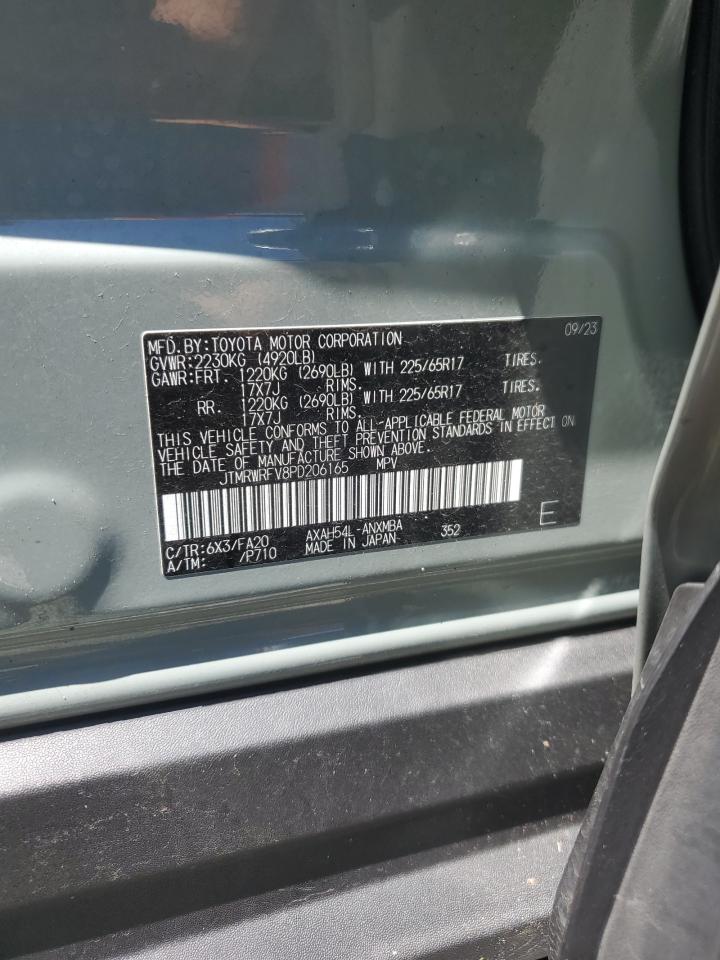 09/23
MFD.BY:TOYOTA MOTOR CORPORATION
GVWR:2230KG (4920LB)
GAWR:FRT. 1220KG (2690LB) WITH 225/65R17 TIRES.
17X7J RIMS.
RR. 1220KG (2690LB) WITH 225/65R17 TIRES.
17X7J RIMS.
THIS VEHICLE CONFORMS TO ALL-APPLICABLE FEDERAL MOTOR
VEHICLE SAFETY AND THEFT PREVENTION STANDARDS IN EFFECT ON
THE DATE OF MANUFACTURE SHOWN ABOVE.
JTMRWRFV8PD206165 MPV
C/TR:6X3/FA20 AXAH54L-ANXMBA 352 E
A/TM: /P710 MADE IN JAPAN